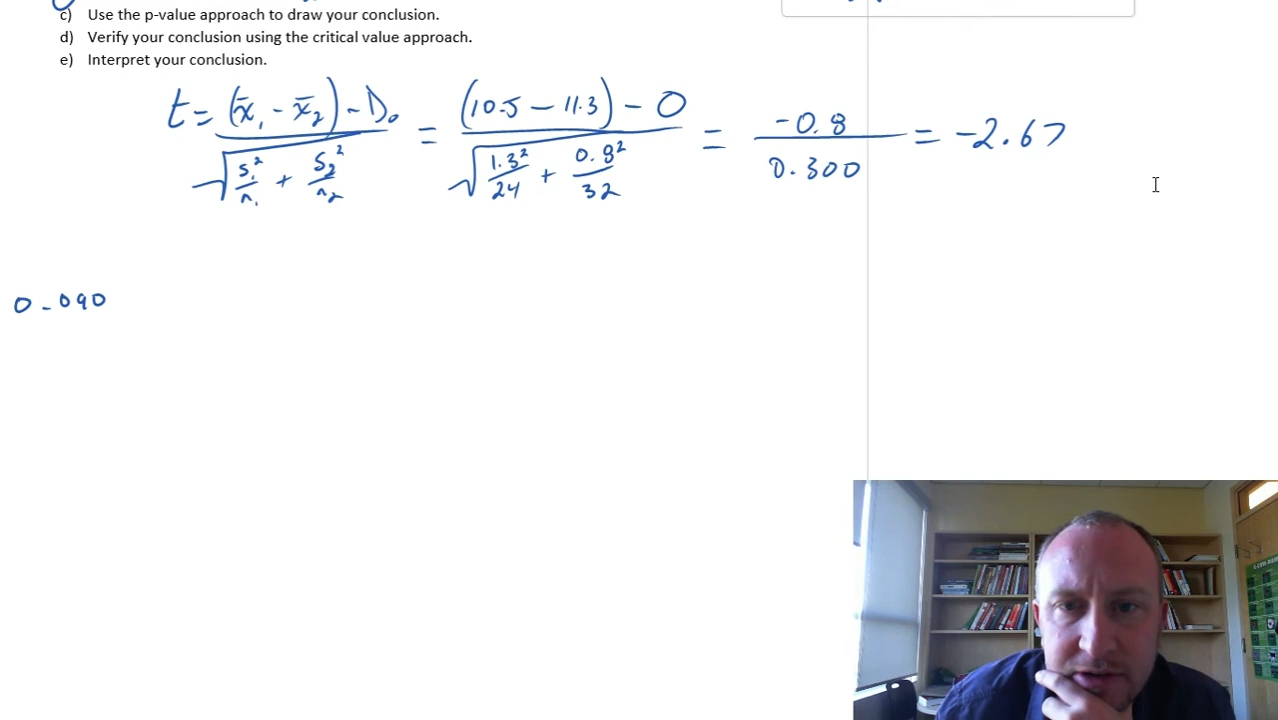 c) Use the p-value approach to draw your conclusion.
d) Verify your conclusion using the critical value approach.
e) Interpret your conclusion.
t = ((x̄₁ - x̄₂) - D₀) / √(s₁²/n₁ + s₂²/n₂) = ((10.5 - 11.3) - 0) / √(1.3²/24 + 0.8²/32) = -0.8 / 0.300 = -2.67
0.090